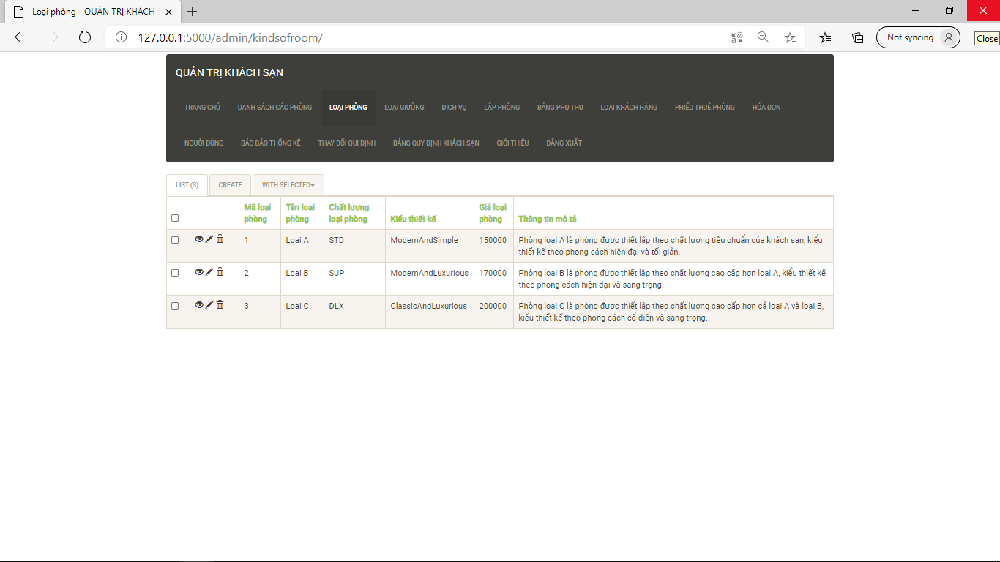 Loại phòng - QUẢN TRỊ KHÁCH S
127.0.0.1:5000/admin/kindsofroom/
Not syncing
Close
QUẢN TRỊ KHÁCH SẠN
TRANG CHỦ DANH SÁCH CÁC PHÒNG LOẠI PHÒNG LOẠI GIƯỜNG DỊCH VỤ LẬP PHÒNG BẢNG PHỤ THU LOẠI KHÁCH HÀNG PHIẾU THUÊ PHÒNG HÓA ĐƠN
NGƯỜI DÙNG BÁO BÁO THỐNG KÊ THAY ĐỔI QUI ĐỊNH BẢNG QUY ĐỊNH KHÁCH SẠN GIỚI THIỆU ĐĂNG XUẤT
LIST (3) CREATE WITH SELECTED
Mã loại phòng Tên loại phòng Chất lượng loại phòng Kiểu thiết kế Giá loại phòng Thông tin mô tả
1 Loại A STD ModernAndSimple 150000 Phòng loại A là phòng được thiết lập theo chất lượng tiêu chuẩn của khách sạn, kiểu
thiết kế theo phong cách hiện đại và tối giản.
2 Loại B SUP ModernAndLuxurious 170000 Phòng loại B là phòng được thiết lập theo chất lượng cao cấp hơn loại A, kiểu thiết kế
theo phong cách hiện đại và sang trọng.
3 Loại C DLX ClassicAndLuxurious 200000 Phòng loại C là phòng được thiết lập theo chất lượng cao cấp hơn cả loại A và loại B,
kiểu thiết kế theo phong cách cổ điển và sang trọng.